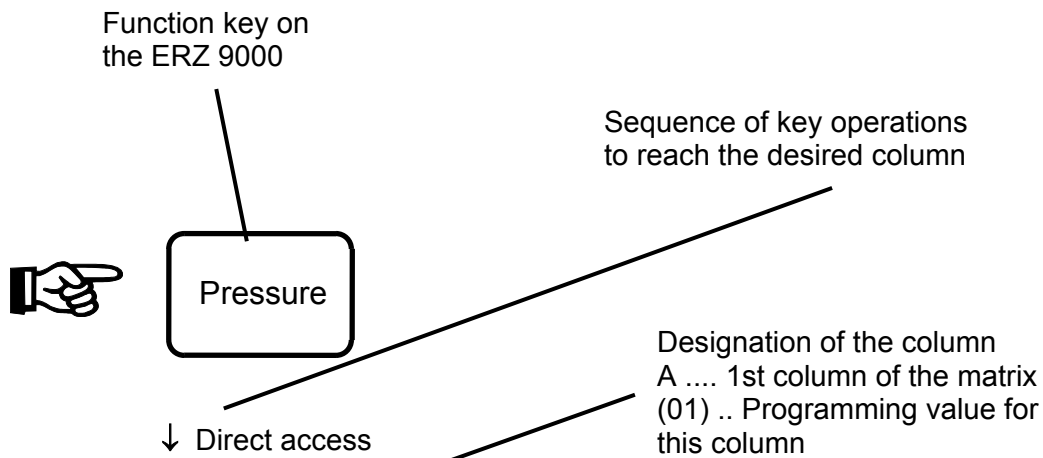 Function key on
the ERZ 9000
Sequence of key operations
to reach the desired column
Pressure
Designation of the column
A .... 1st column of the matrix
(01) .. Programming value for
this column
↓ Direct access